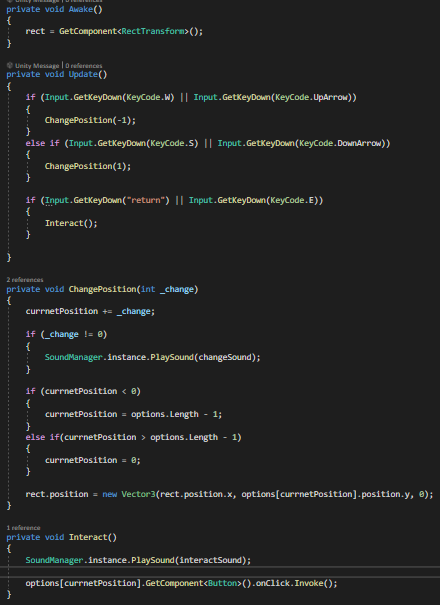 Unity Message | 0 references
private void Awake()
{
rect = GetComponent<RectTransform>();
}
Unity Message | 0 references
private void Update()
{
if (Input.GetKeyDown(KeyCode.W) || Input.GetKeyDown(KeyCode.UpArrow))
{
ChangePosition(-1);
}
else if (Input.GetKeyDown(KeyCode.S) || Input.GetKeyDown(KeyCode.DownArrow))
{
ChangePosition(1);
}
if (Input.GetKeyDown("return") || Input.GetKeyDown(KeyCode.E))
{
Interact();
}
}
2 references
private void ChangePosition(int _change)
{
currnetPosition += _change;
if (_change != 0)
{
SoundManager.instance.PlaySound(changeSound);
}
if (currnetPosition < 0)
{
currnetPosition = options.Length - 1;
}
else if(currnetPosition > options.Length - 1)
{
currnetPosition = 0;
}
rect.position = new Vector3(rect.position.x, options[currnetPosition].position.y, 0);
}
1 reference
private void Interact()
{
SoundManager.instance.PlaySound(interactSound);
options[currnetPosition].GetComponent<Button>().onClick.Invoke();
}